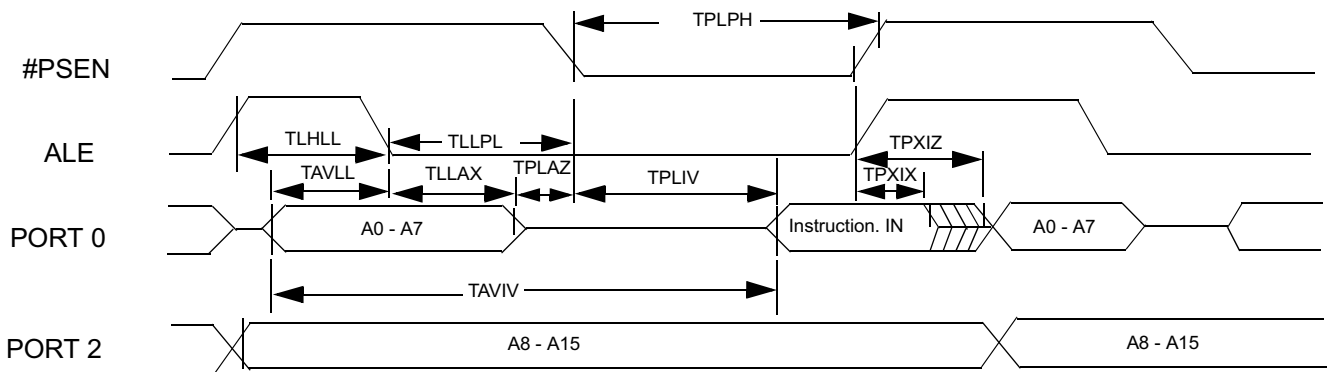 TPLPH
#PSEN
TLHLL
TLLPL
TPXIZ
ALE
TAVLL
TLLAX
TPLAZ
TPLIV
TPXIX
PORT 0
A0 - A7
Instruction. IN
A0 - A7
TAVIV
PORT 2
A8 - A15
A8 - A15